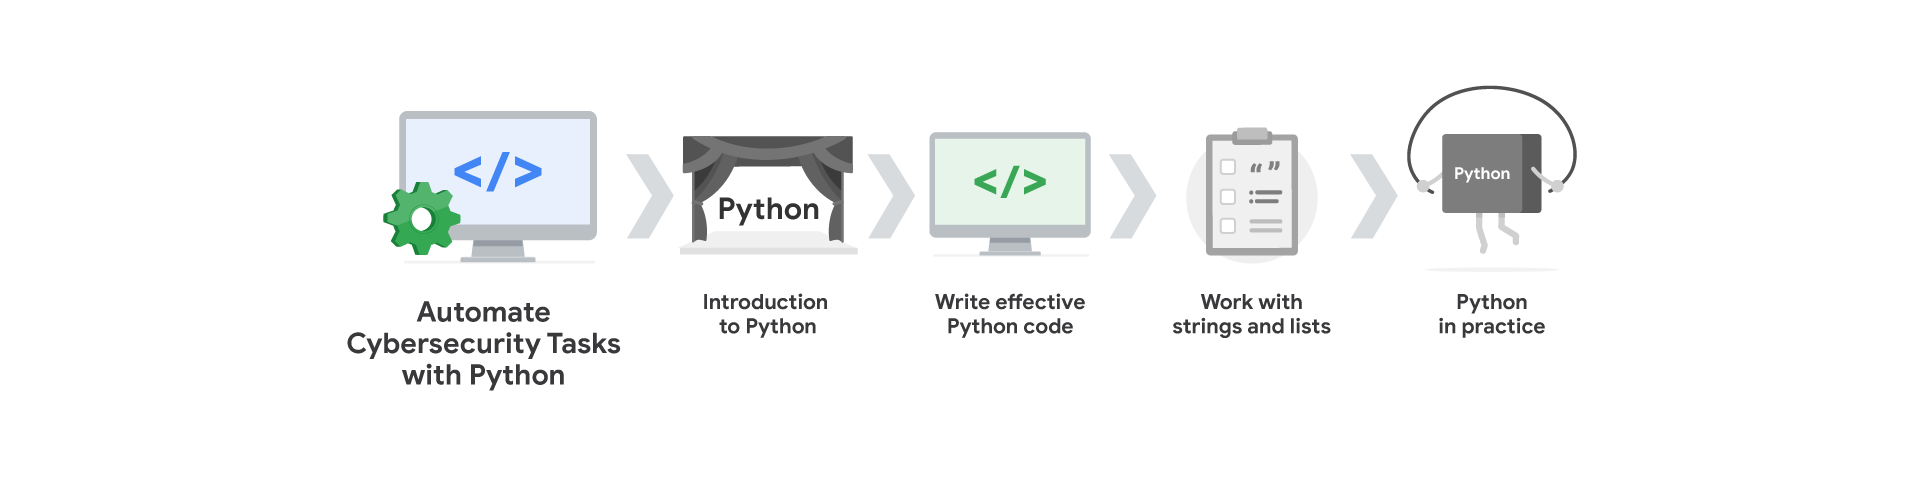 </>
Automate
Cybersecurity Tasks
with Python
Python
Introduction
to Python
</>
Write effective
Python code
“ ”
Work with
strings and lists
Python
Python
in practice